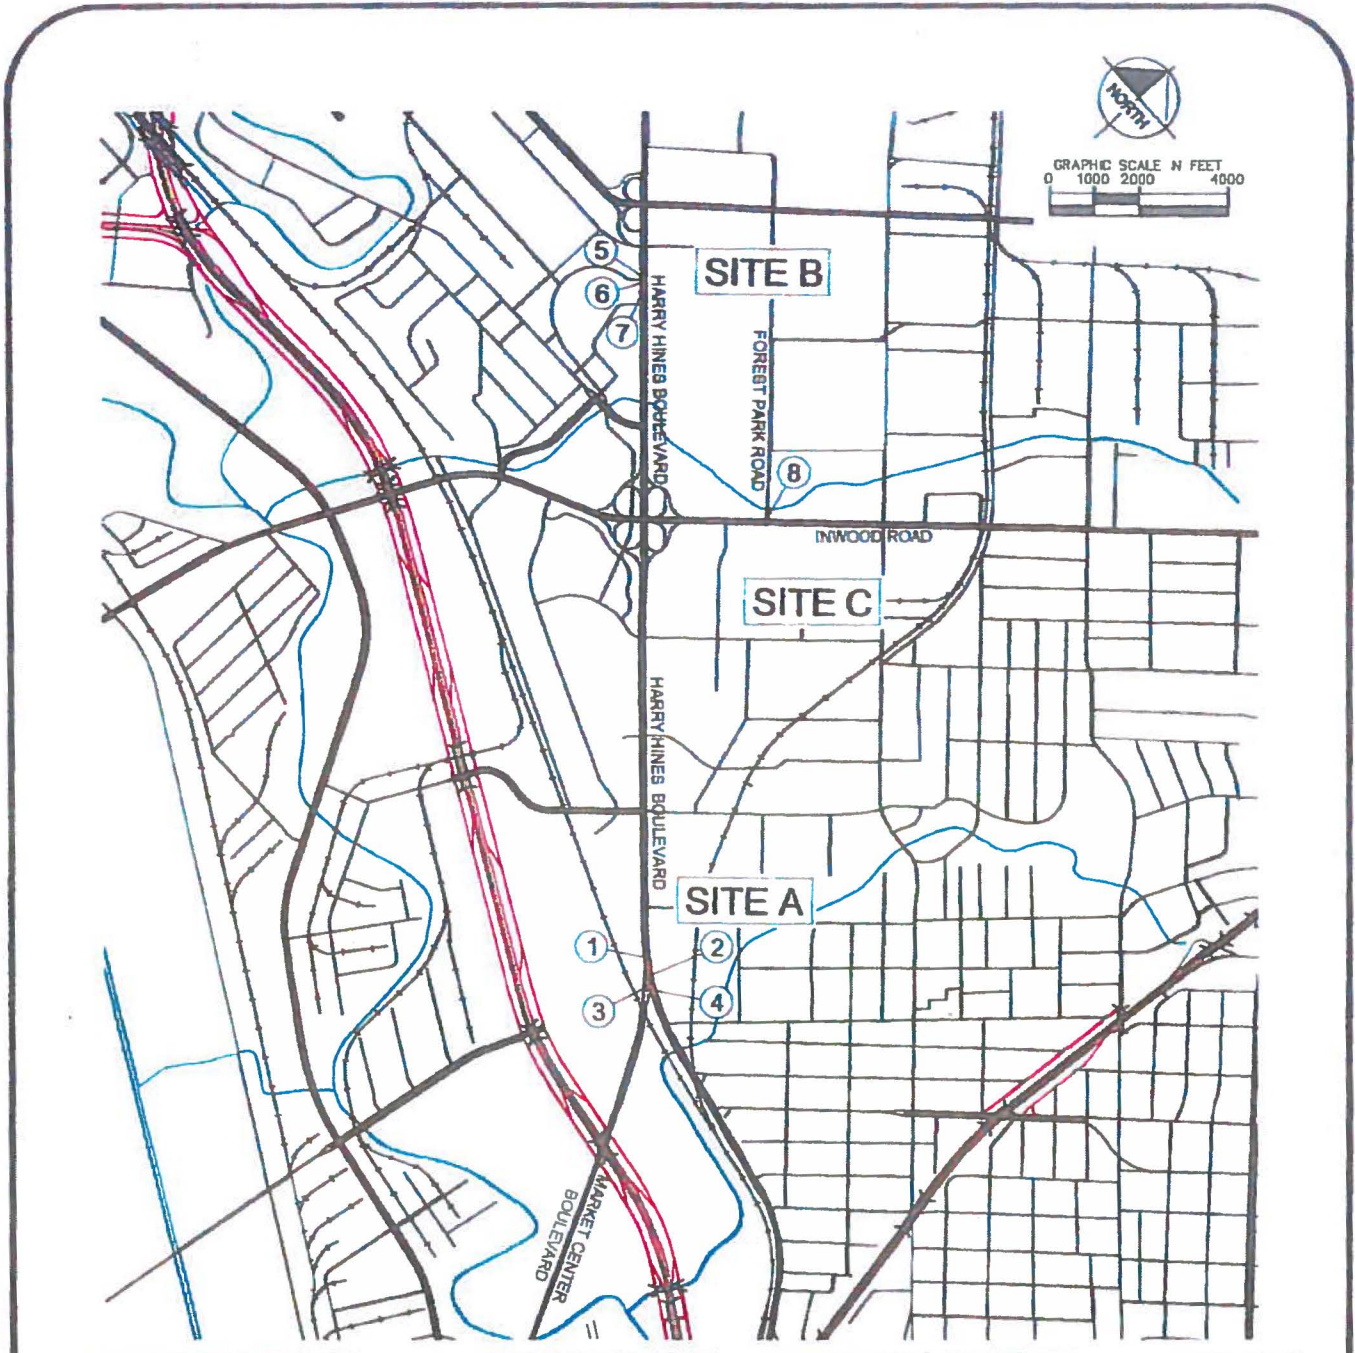 NORTH
GRAPHIC SCALE IN FEET
0 1000 2000 4000
5
SITE B
6
7
HARRY HINES BOULEVARD
FOREST PARK ROAD
8
INWOOD ROAD
SITE C
HARRY HINES BOULEVARD
SITE A
1
2
3
4
MARKET CENTER
BOULEVARD